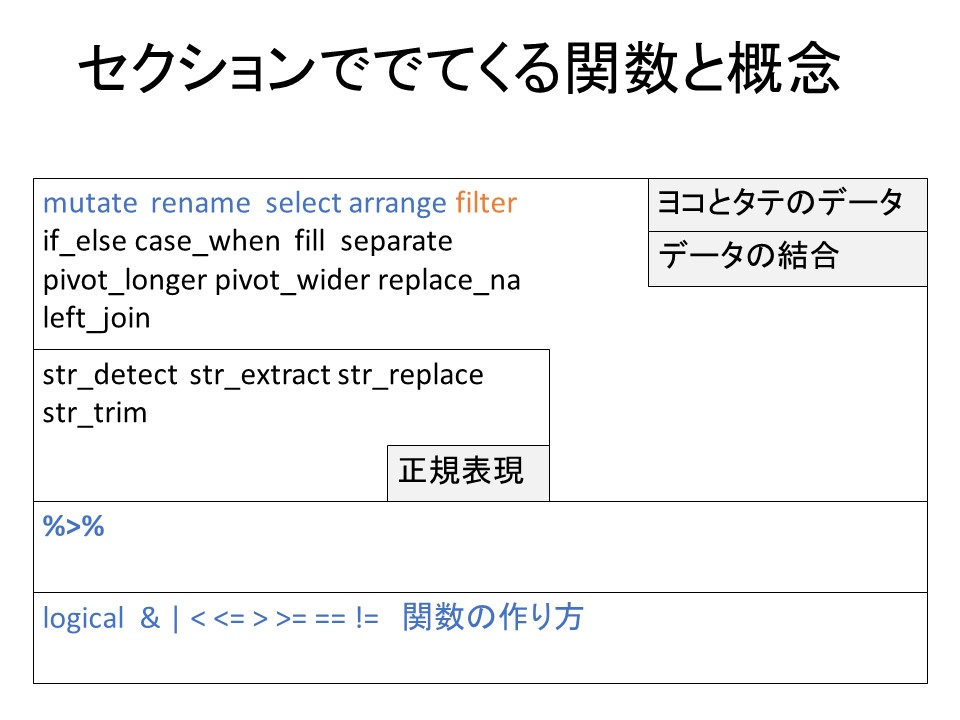 セクションででてくる関数と概念
mutate rename select arrange filter
if_else case_when fill separate
pivot_longer pivot_wider replace_na
left_join
ヨコとタテのデータ
データの結合
str_detect str_extract str_replace
str_trim
正規表現
%>%
logical & | < <= > >= == != 関数の作り方